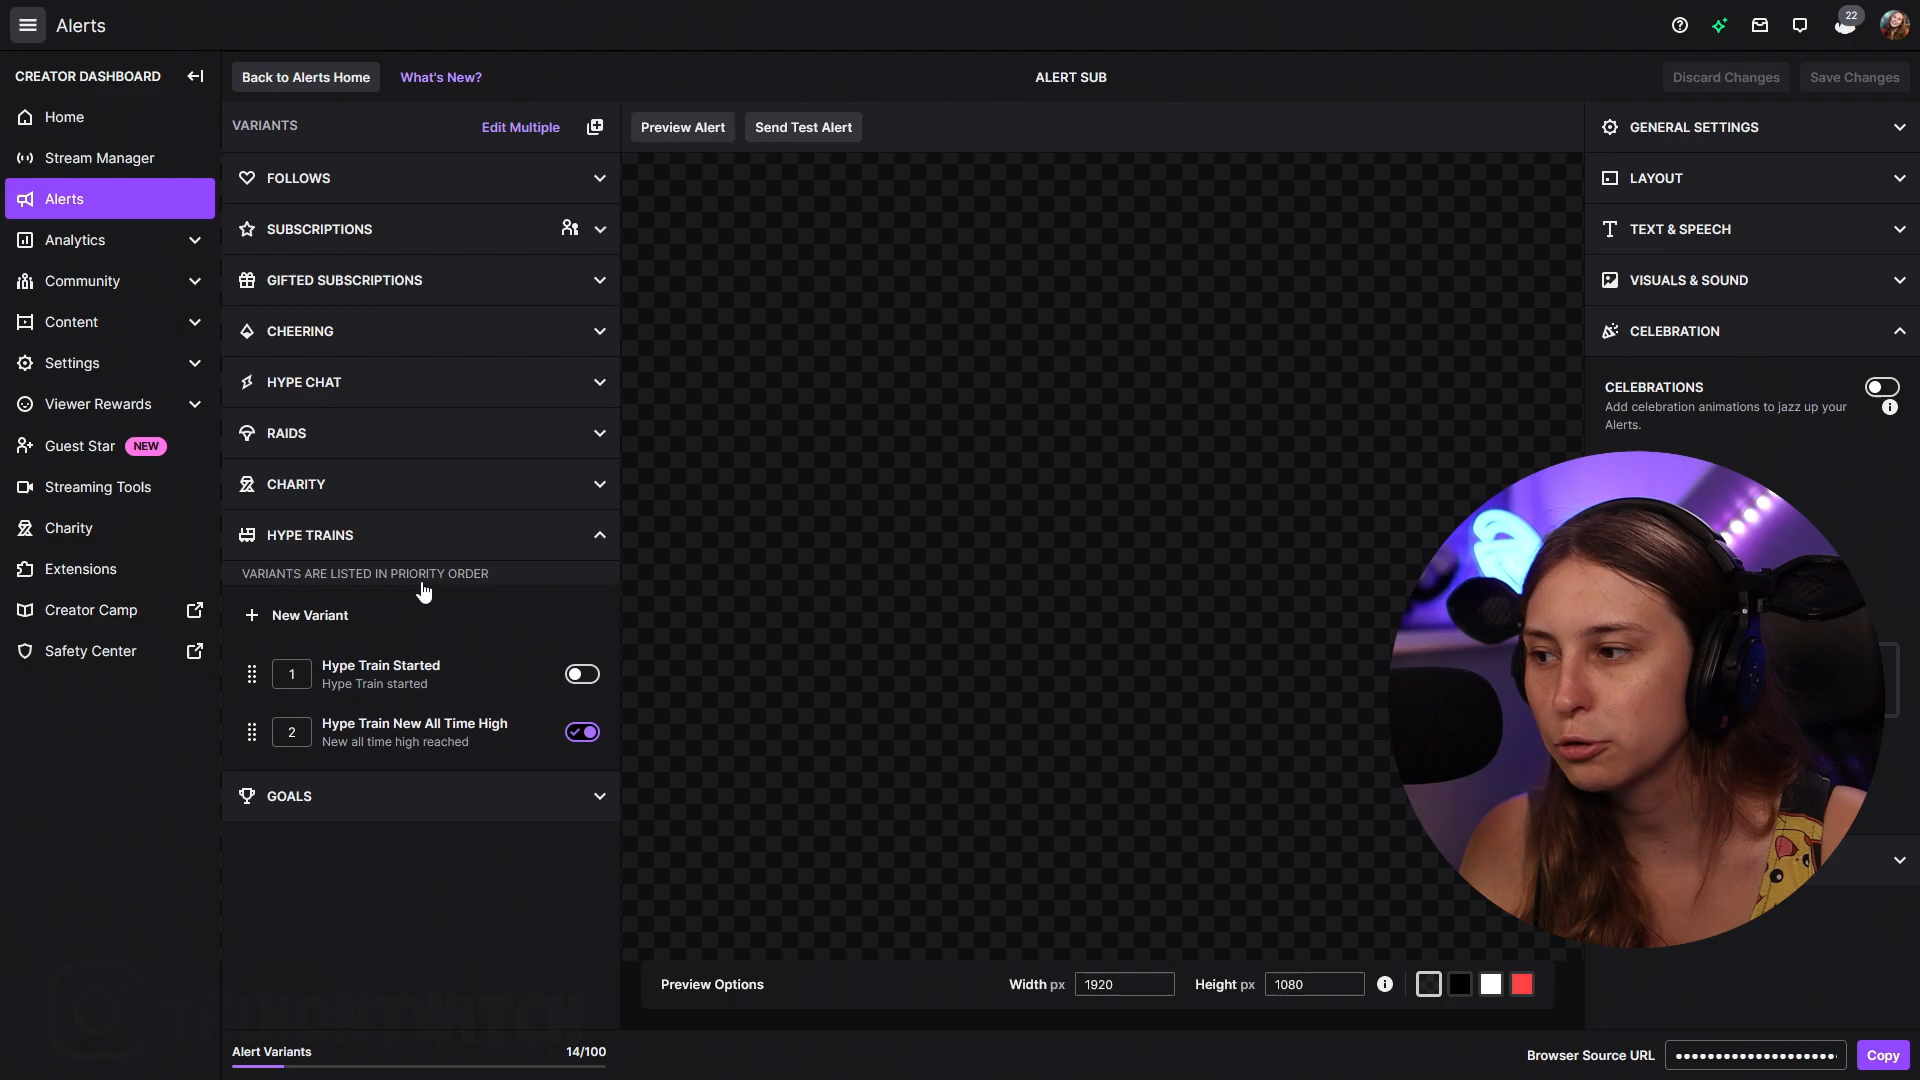 Alerts
22
CREATOR DASHBOARD
Back to Alerts Home
What's New?
ALERT SUB
Discard Changes
Save Changes
Home
Stream Manager
Alerts
Analytics
Community
Content
Settings
Viewer Rewards
Guest Star NEW
Streaming Tools
Charity
Extensions
Creator Camp
Safety Center
VARIANTS
Edit Multiple
FOLLOWS
SUBSCRIPTIONS
GIFTED SUBSCRIPTIONS
CHEERING
HYPE CHAT
RAIDS
CHARITY
HYPE TRAINS
VARIANTS ARE LISTED IN PRIORITY ORDER
New Variant
1
Hype Train Started
Hype Train started
2
Hype Train New All Time High
New all time high reached
GOALS
Alert Variants
14/100
Preview Alert
Send Test Alert
Preview Options
Width px
1920
Height px
1080
GENERAL SETTINGS
LAYOUT
TEXT & SPEECH
VISUALS & SOUND
CELEBRATION
CELEBRATIONS
Add celebration animations to jazz up your
Alerts.
Browser Source URL
Copy